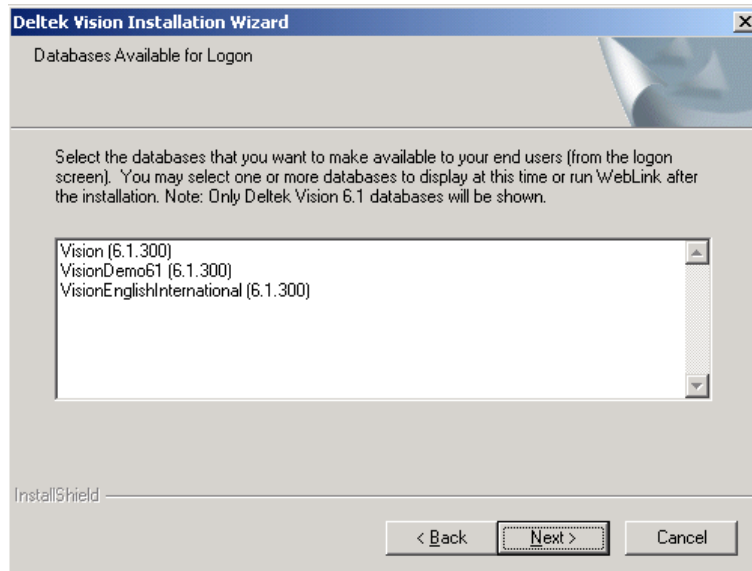 Deltek Vision Installation Wizard
Databases Available for Logon
Select the databases that you want to make available to your end users (from the logon
screen). You may select one or more databases to display at this time or run WebLink after
the installation. Note: Only Deltek Vision 6.1 databases will be shown.
Vision (6.1.300)
VisionDemo61 (6.1.300)
VisionEnglishInternational (6.1.300)
InstallShield
< Back Next > Cancel